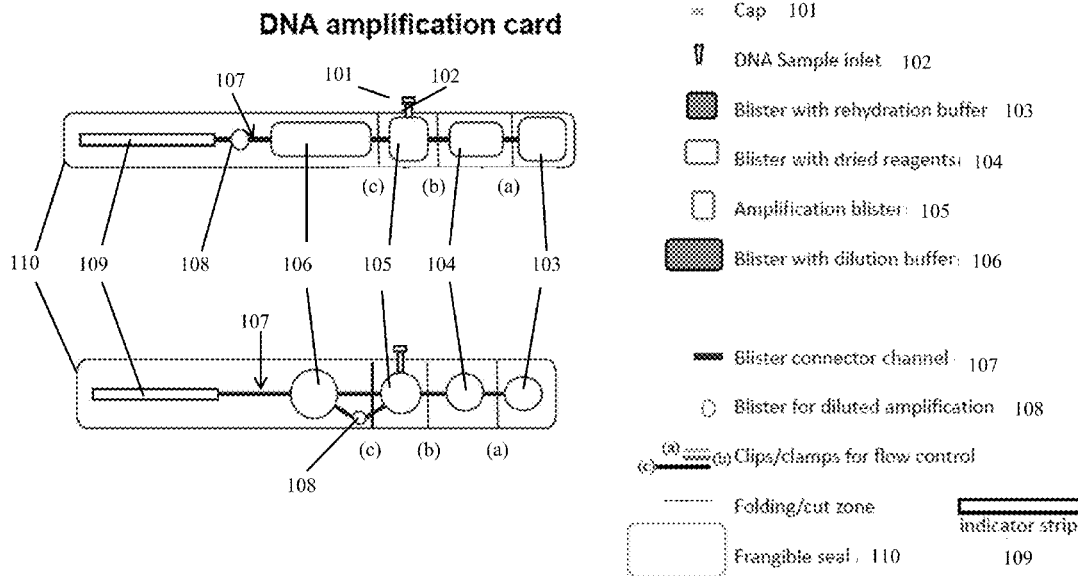 DNA amplification card
101
102
107
(c)
(b)
(a)
110
109
108
106
105
104
103
107
(c)
(b)
(a)
108
Cap 101
DNA Sample inlet 102
Blister with rehydration buffer 103
Blister with dried reagents 104
Amplification blister 105
Blister with dilution buffer 106
Blister connector channel 107
Blister for diluted amplification 108
(a)
(b)
(c)
Clips/clamps for flow control
Folding/cut zone
indicator strip
109
Frangible seal 110